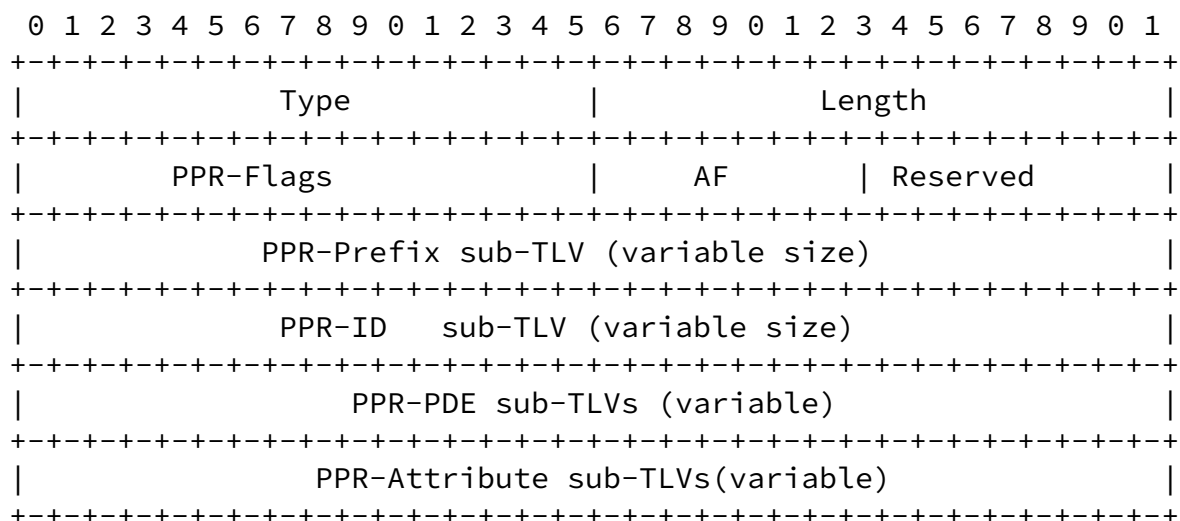 0 1 2 3 4 5 6 7 8 9 0 1 2 3 4 5 6 7 8 9 0 1 2 3 4 5 6 7 8 9 0 1
+-+-+-+-+-+-+-+-+-+-+-+-+-+-+-+-+-+-+-+-+-+-+-+-+-+-+-+-+-+-+-+-+
|              Type             |            Length             |
+-+-+-+-+-+-+-+-+-+-+-+-+-+-+-+-+-+-+-+-+-+-+-+-+-+-+-+-+-+-+-+-+
|        PPR-Flags              |     AF       | Reserved       |
+-+-+-+-+-+-+-+-+-+-+-+-+-+-+-+-+-+-+-+-+-+-+-+-+-+-+-+-+-+-+-+-+
|             PPR-Prefix sub-TLV (variable size)                |
+-+-+-+-+-+-+-+-+-+-+-+-+-+-+-+-+-+-+-+-+-+-+-+-+-+-+-+-+-+-+-+-+
|              PPR-ID   sub-TLV (variable size)                 |
+-+-+-+-+-+-+-+-+-+-+-+-+-+-+-+-+-+-+-+-+-+-+-+-+-+-+-+-+-+-+-+-+
|                  PPR-PDE sub-TLVs (variable)                  |
+-+-+-+-+-+-+-+-+-+-+-+-+-+-+-+-+-+-+-+-+-+-+-+-+-+-+-+-+-+-+-+-+
|                PPR-Attribute sub-TLVs(variable)               |
+-+-+-+-+-+-+-+-+-+-+-+-+-+-+-+-+-+-+-+-+-+-+-+-+-+-+-+-+-+-+-+-+